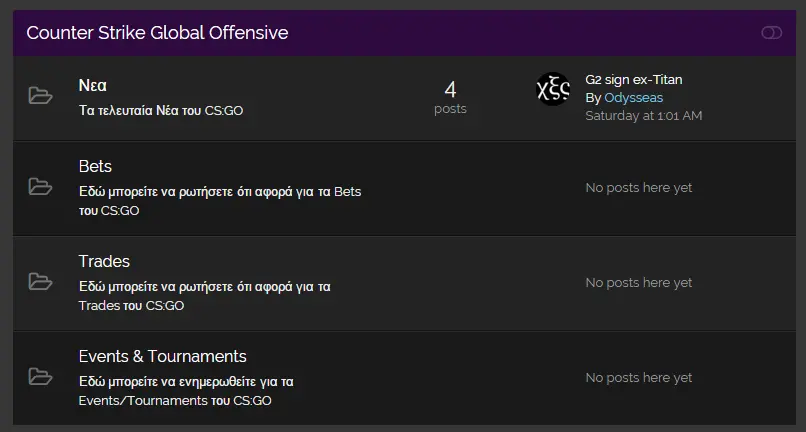 Counter Strike Global Offensive
Νεα
Τα τελευταία Νέα του CS:GO
4
posts
χξς
G2 sign ex-Titan
By Odysseas
Saturday at 1:01 AM
Bets
Εδώ μπορείτε να ρωτήσετε ότι αφορά για τα Bets
του CS:GO
No posts here yet
Trades
Εδώ μπορείτε να ρωτήσετε ότι αφορά για τα
Trades του CS:GO
No posts here yet
Events & Tournaments
Εδώ μπορείτε να ενημερωθείτε για τα
Events/Tournaments του CS:GO
No posts here yet